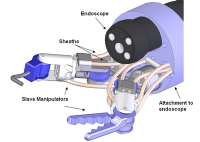 Endoscope
Sheaths
Slave Manipulators
Attachment to
endoscope